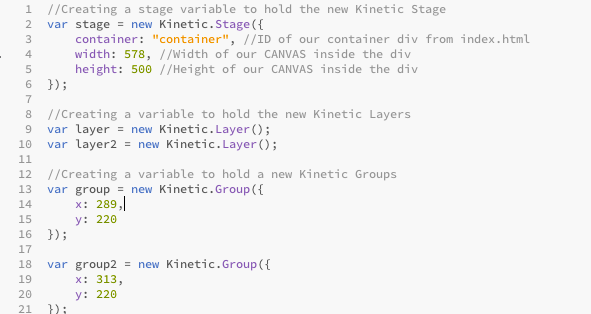 1 //Creating a stage variable to hold the new Kinetic Stage
2 var stage = new Kinetic.Stage({
3     container: "container", //ID of our container div from index.html
4     width: 578, //Width of our CANVAS inside the div
5     height: 500 //Height of our CANVAS inside the div
6 });
7
8 //Creating a variable to hold the new Kinetic Layers
9 var layer = new Kinetic.Layer();
10 var layer2 = new Kinetic.Layer();
11
12 //Creating a variable to hold a new Kinetic Groups
13 var group = new Kinetic.Group({
14     x: 289,
15     y: 220
16 });
17
18 var group2 = new Kinetic.Group({
19     x: 313,
20     y: 220
21 });